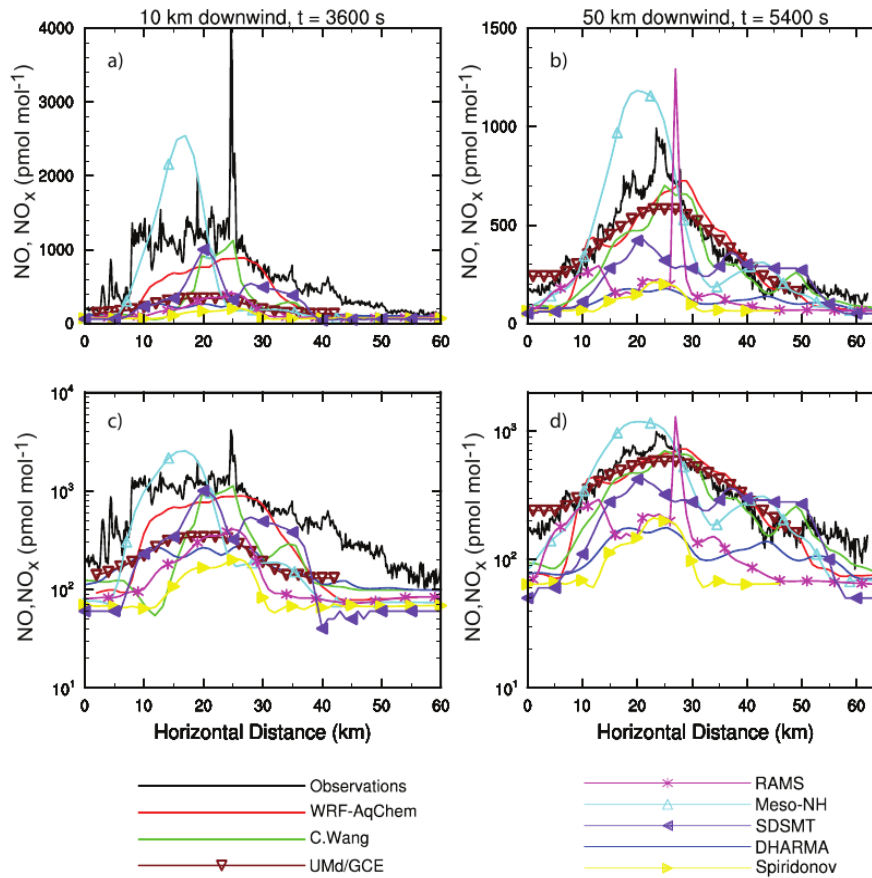 10 km downwind, t = 3600 s
50 km downwind, t = 5400 s
a)
b)
NO, NOx (pmol mol-1)
4000
3000
2000
1000
0
0 10 20 30 40 50 60
NO, NOx (pmol mol-1)
1500
1000
500
0
0 10 20 30 40 50 60
c)
d)
NO,NOx (pmol mol-1)
10^4
10^3
10^2
10^1
0 10 20 30 40 50 60
Horizontal Distance (km)
NO,NOx (pmol mol-1)
10^3
10^2
10^1
0 10 20 30 40 50 60
Horizontal Distance (km)
Observations
WRF-AqChem
C.Wang
UMd/GCE
RAMS
Meso-NH
SDSMT
DHARMA
Spiridonov